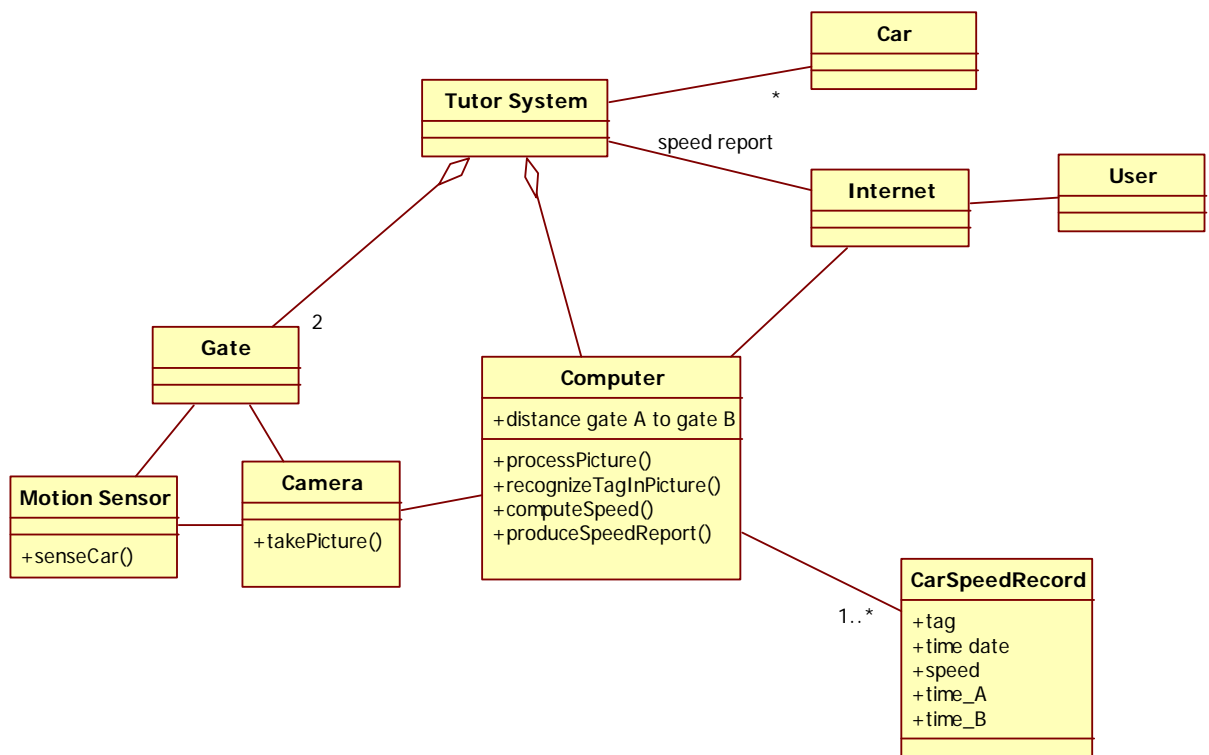 Car
Tutor System
*
speed report
User
Internet
2
Gate
Computer
+distance gate A to gate B
+processPicture()
+recognizeTagInPicture()
+computeSpeed()
+produceSpeedReport()
Motion Sensor
+senseCar()
Camera
+takePicture()
CarSpeedRecord
1..*
+tag
+time date
+speed
+time_A
+time_B